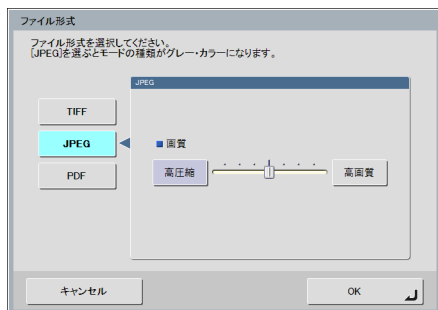 ファイル形式
ファイル形式を選択してください。
[JPEG]を選ぶとモードの種類がグレー・カラーになります。
JPEG
TIFF
JPEG
PDF
画質
高圧縮
高画質
キャンセル
OK